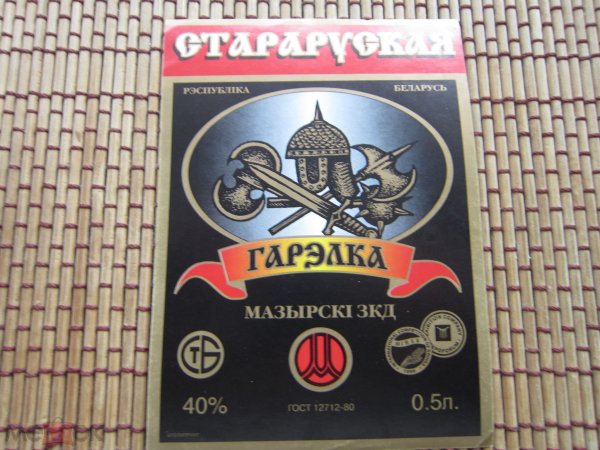 СТАРАРУСКАЯ
РЭСПУБЛІКА БЕЛАРУСЬ
ГАРЭЛКА
МАЗЫРСКІ ЗКД
40% ГОСТ 12712-80 0.5л.